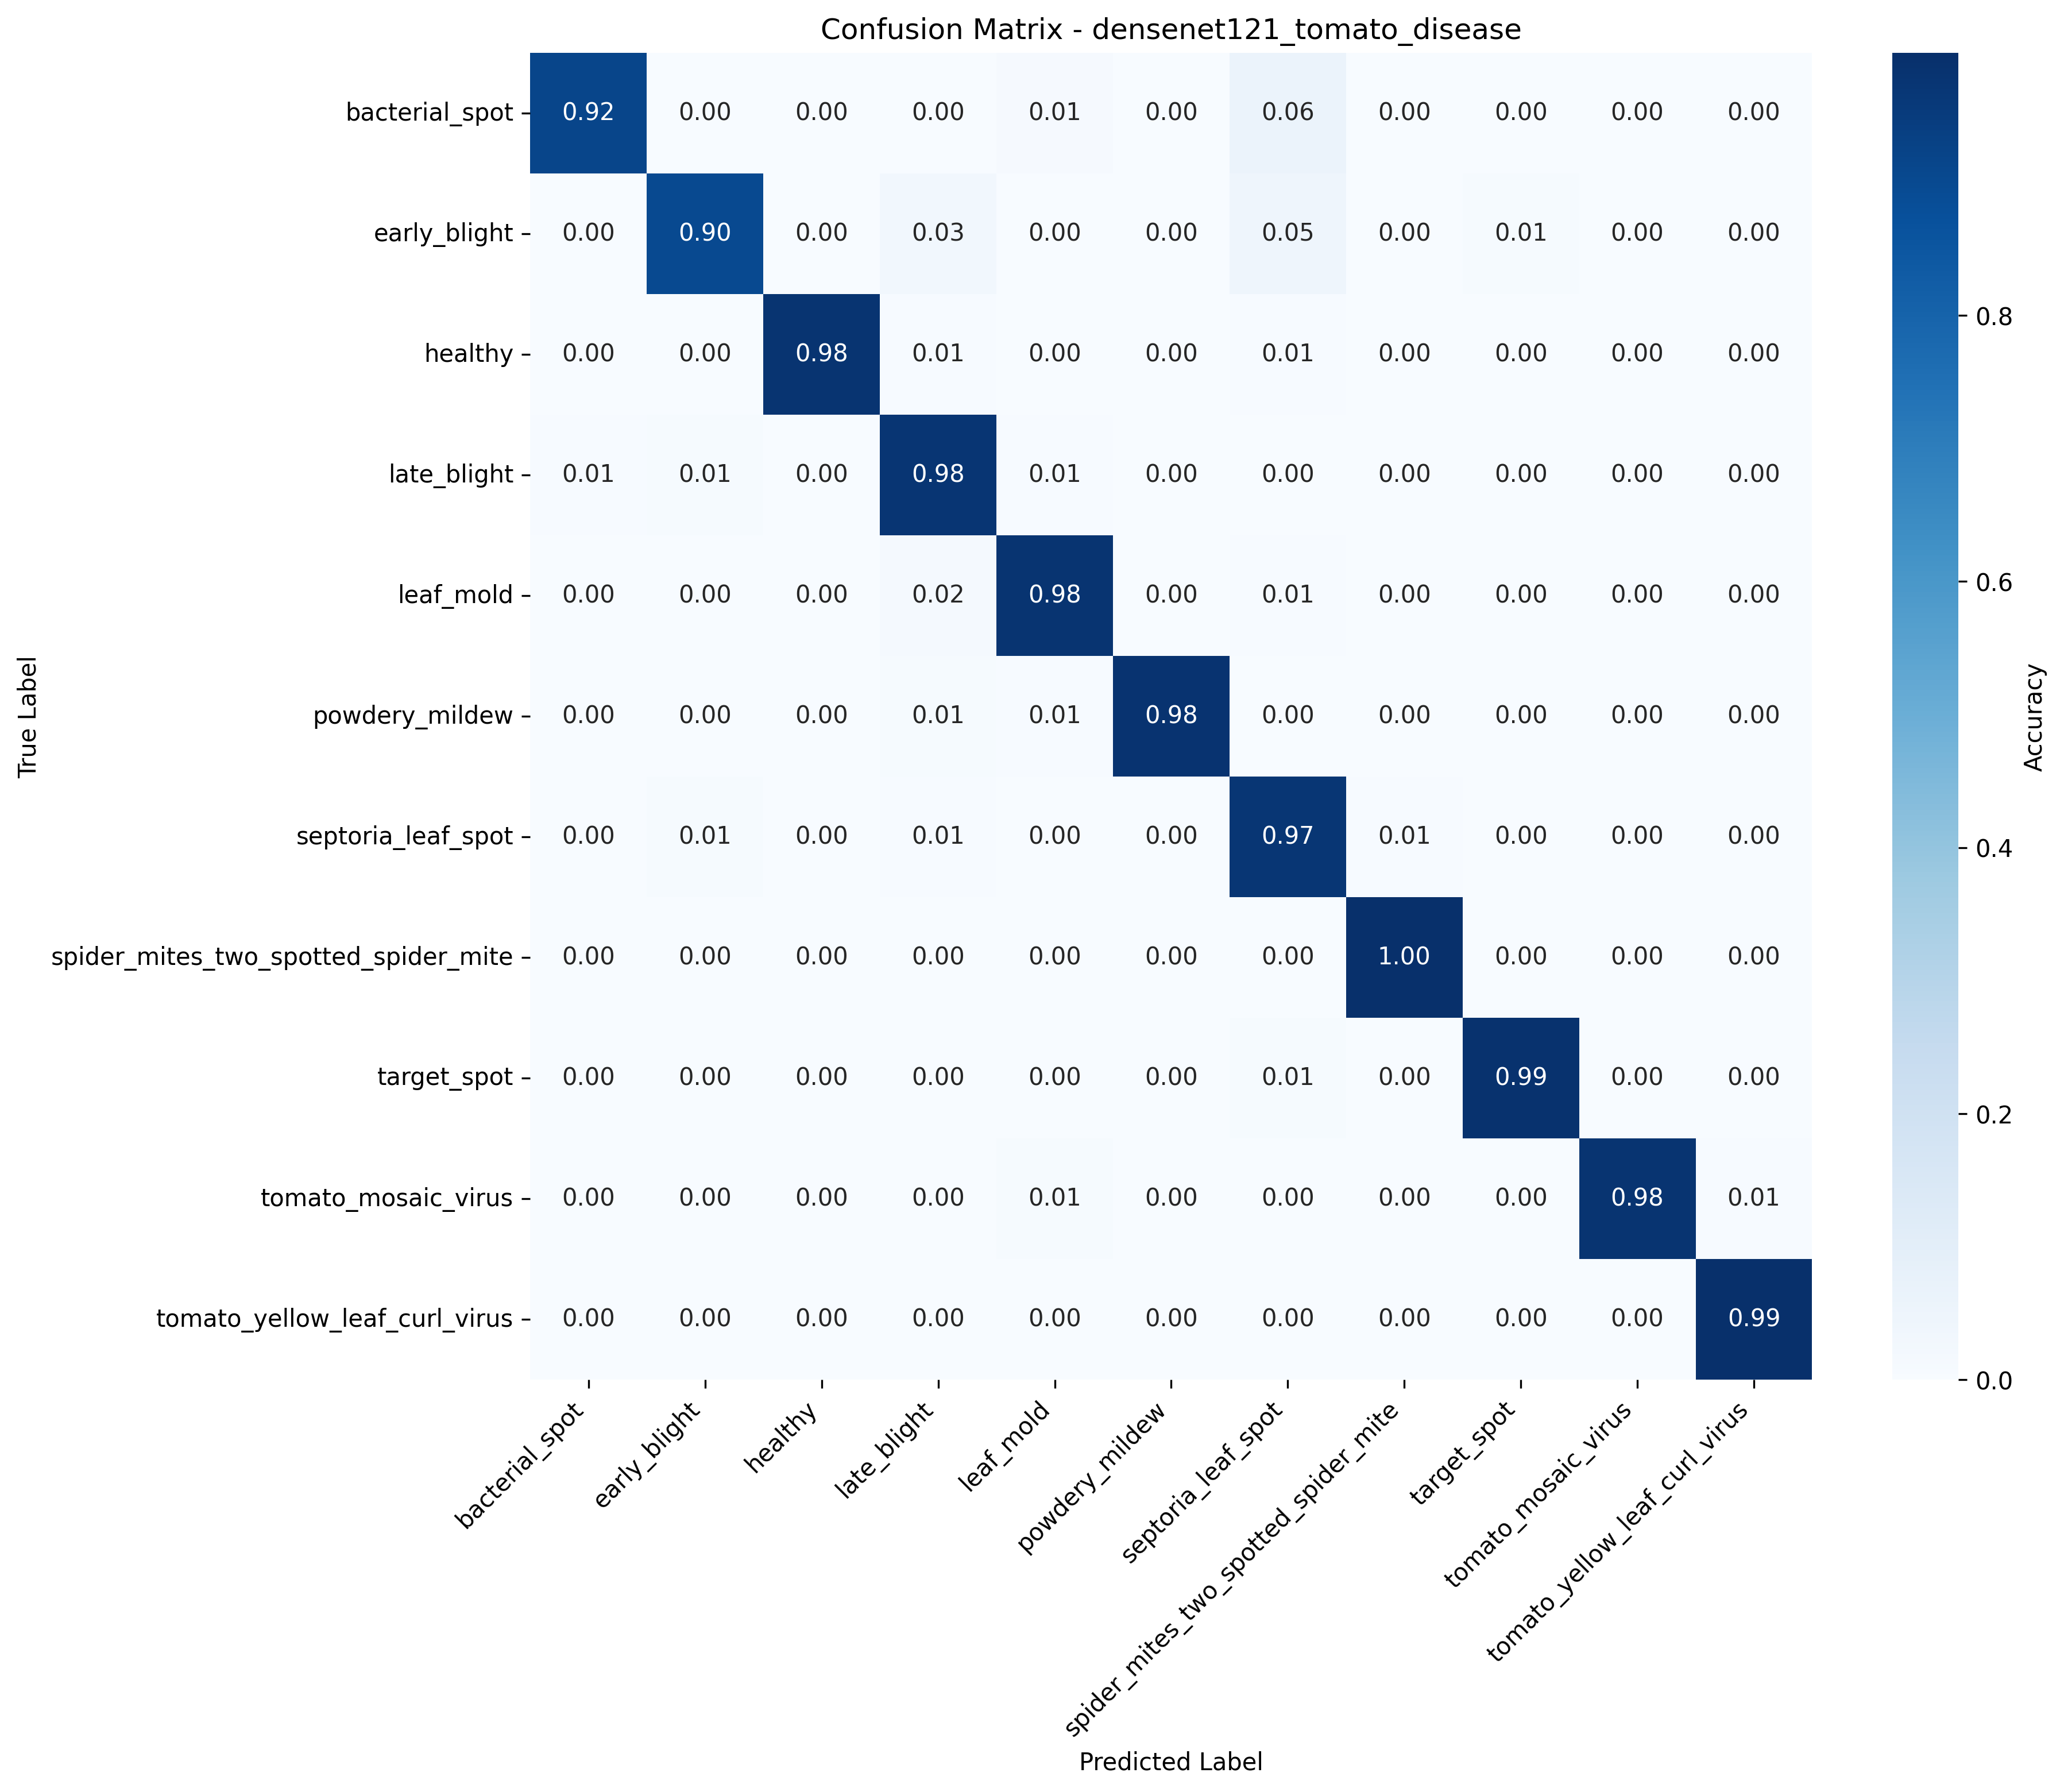 Confusion Matrix - densenet121_tomato_disease
bacterial_spot 0.92 0.00 0.00 0.00 0.01 0.00 0.06 0.00 0.00 0.00 0.00
early_blight 0.00 0.90 0.00 0.03 0.00 0.00 0.05 0.00 0.01 0.00 0.00
healthy 0.00 0.00 0.98 0.01 0.00 0.00 0.01 0.00 0.00 0.00 0.00
late_blight 0.01 0.01 0.00 0.98 0.01 0.00 0.00 0.00 0.00 0.00 0.00
leaf_mold 0.00 0.00 0.00 0.02 0.98 0.00 0.01 0.00 0.00 0.00 0.00
powdery_mildew 0.00 0.00 0.00 0.01 0.01 0.98 0.00 0.00 0.00 0.00 0.00
septoria_leaf_spot 0.00 0.01 0.00 0.01 0.00 0.00 0.97 0.01 0.00 0.00 0.00
spider_mites_two_spotted_spider_mite 0.00 0.00 0.00 0.00 0.00 0.00 0.00 1.00 0.00 0.00 0.00
target_spot 0.00 0.00 0.00 0.00 0.00 0.00 0.01 0.00 0.99 0.00 0.00
tomato_mosaic_virus 0.00 0.00 0.00 0.00 0.01 0.00 0.00 0.00 0.00 0.98 0.01
tomato_yellow_leaf_curl_virus 0.00 0.00 0.00 0.00 0.00 0.00 0.00 0.00 0.00 0.00 0.99
True Label
bacterial_spot
early_blight
healthy
late_blight
leaf_mold
powdery_mildew
septoria_leaf_spot
spider_mites_two_spotted_spider_mite
target_spot
tomato_mosaic_virus
tomato_yellow_leaf_curl_virus
Predicted Label
0.8
0.6
0.4
0.2
0.0
Accuracy